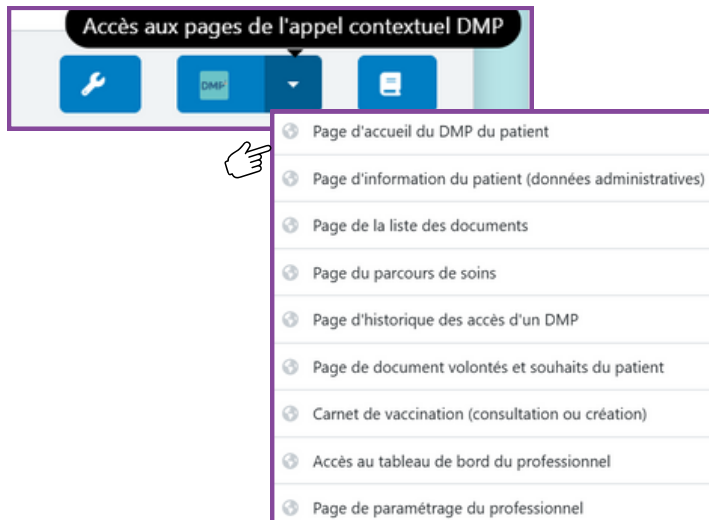 Accès aux pages de l'appel contextuel DMP
DMP
Page d'accueil du DMP du patient
Page d'information du patient (données administratives)
Page de la liste des documents
Page du parcours de soins
Page d'historique des accès d'un DMP
Page de document volontés et souhaits du patient
Carnet de vaccination (consultation ou création)
Accès au tableau de bord du professionnel
Page de paramétrage du professionnel